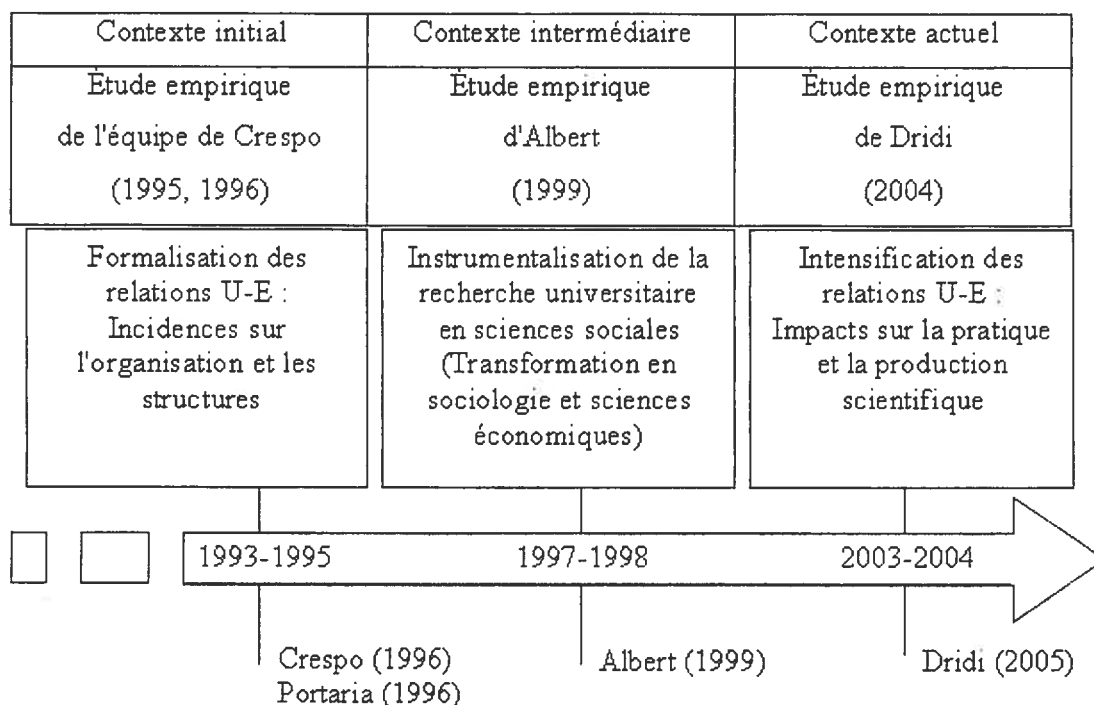 Contexte initial
Contexte intermédiaire
Contexte actuel
Étude empirique
de l'équipe de Crespo
(1995, 1996)
Étude empirique
d'Albert
(1999)
Étude empirique
de Dridi
(2004)
Formalisation des
relations U-E :
Incidences sur
l'organisation et les
structures
Instrumentalisation de la
recherche universitaire
en sciences sociales
(Transformation en
sociologie et sciences
économiques)
Intensification des
relations U-E :
Impacts sur la pratique
et la production
scientifique
1993-1995
1997-1998
2003-2004
Crespo (1996)
Portaria (1996)
Albert (1999)
Dridi (2005)